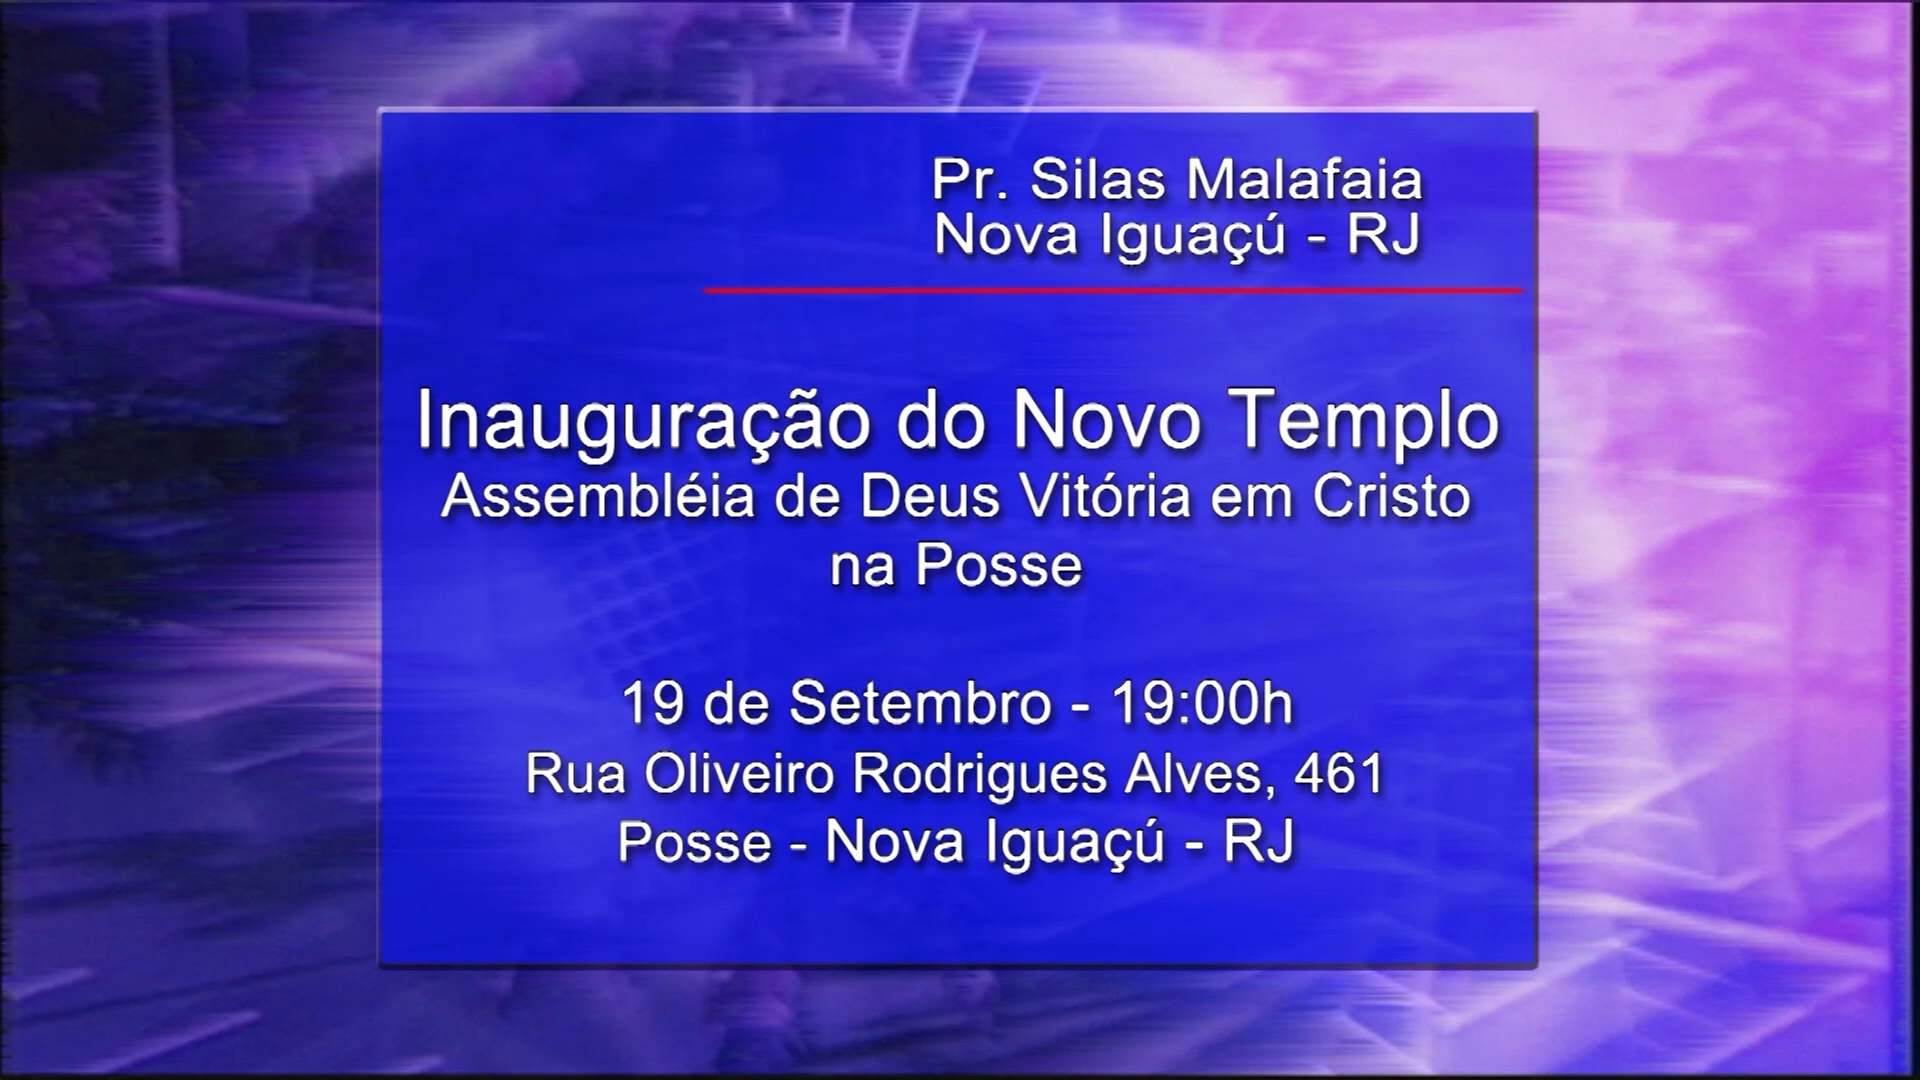 Pr. Silas Malafaia
Nova Iguaçú - RJ
Inauguração do Novo Templo
Assembléia de Deus Vitória em Cristo
na Posse
19 de Setembro - 19:00h
Rua Oliveiro Rodrigues Alves, 461
Posse - Nova Iguaçú - RJ